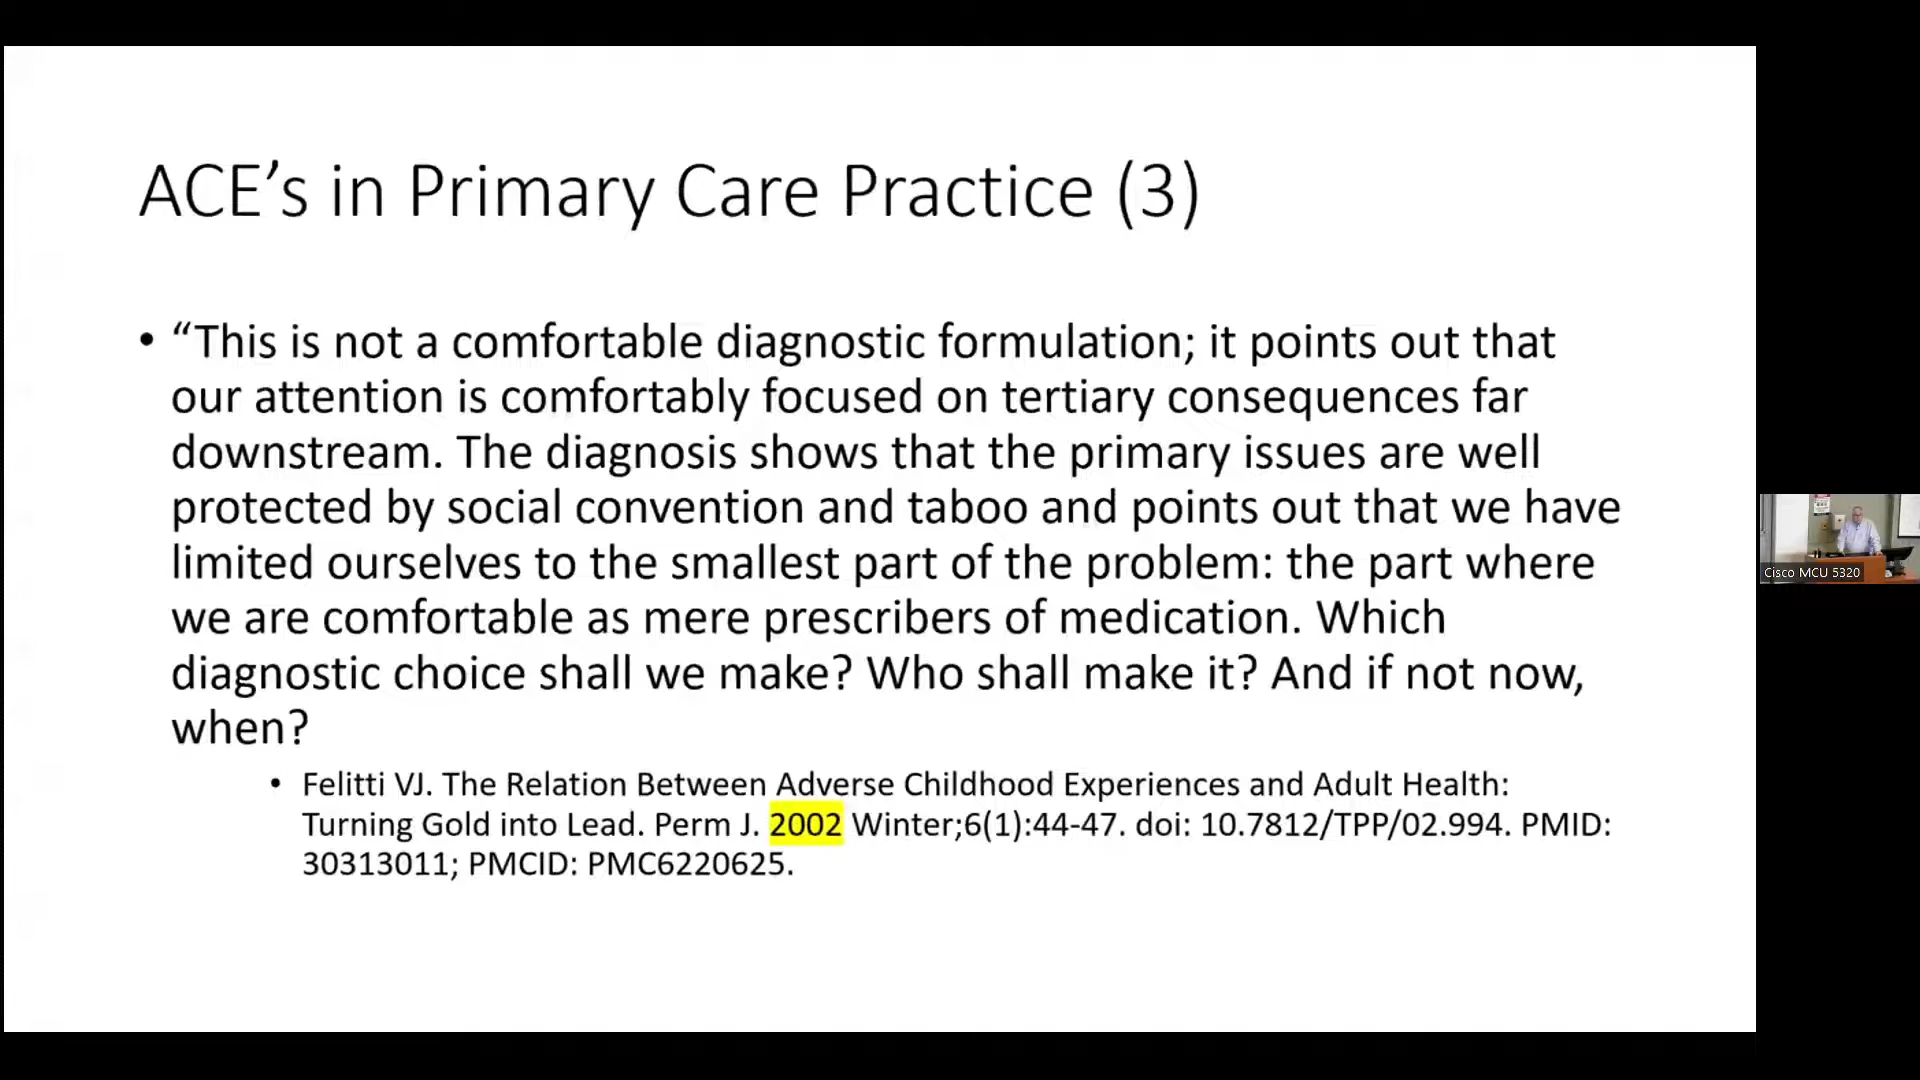 ACE’s in Primary Care Practice (3)
• “This is not a comfortable diagnostic formulation; it points out that
our attention is comfortably focused on tertiary consequences far
downstream. The diagnosis shows that the primary issues are well
protected by social convention and taboo and points out that we have
limited ourselves to the smallest part of the problem: the part where
we are comfortable as mere prescribers of medication. Which
diagnostic choice shall we make? Who shall make it? And if not now,
when?
• Felitti VJ. The Relation Between Adverse Childhood Experiences and Adult Health:
Turning Gold into Lead. Perm J. 2002 Winter;6(1):44-47. doi: 10.7812/TPP/02.994. PMID:
30313011; PMCID: PMC6220625.
Cisco MCU 5320